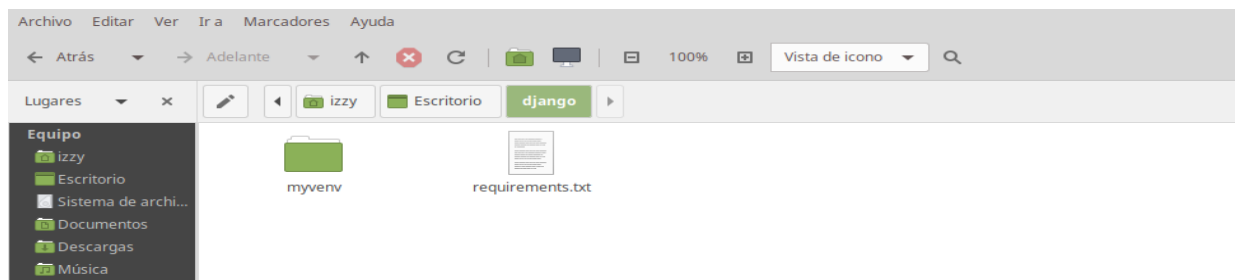 Archivo Editar Ver Ir a Marcadores Ayuda
Atrás Adelante 100% Vista de icono
Lugares izzy Escritorio django
Equipo
izzy
Escritorio
Sistema de archi...
Documentos
Descargas
Música
myvenv requirements.txt